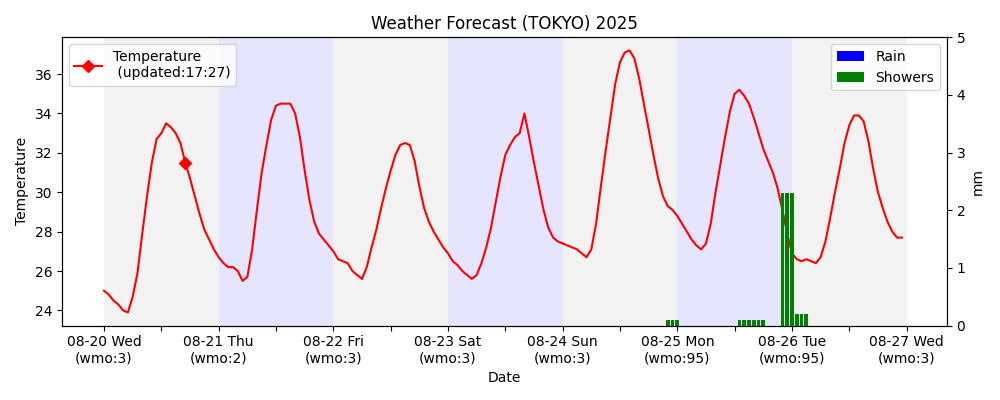 Weather Forecast (TOKYO) 2025
Temperature
(updated:17:27)
Rain
Showers
Temperature
36
34
32
30
28
26
24
5
4
3
2
1
0
mm
08-20 Wed
(wmo:3)
08-21 Thu
(wmo:2)
08-22 Fri
(wmo:3)
08-23 Sat
(wmo:3)
08-24 Sun
(wmo:3)
08-25 Mon
(wmo:95)
08-26 Tue
(wmo:95)
08-27 Wed
(wmo:3)
Date